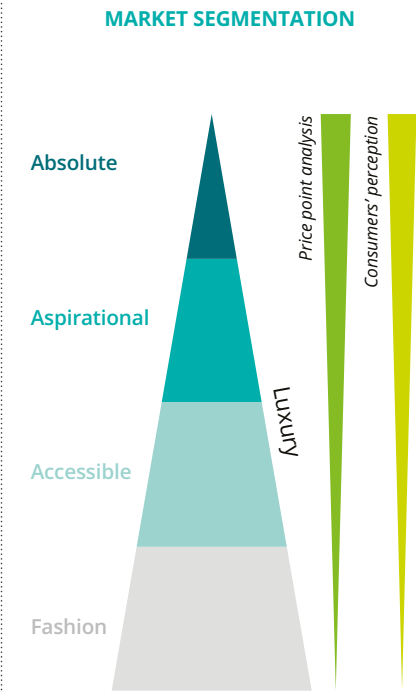 MARKET SEGMENTATION
Absolute
Aspirational
Accessible
Fashion
Luxury
Price point analysis
Consumers’ perception